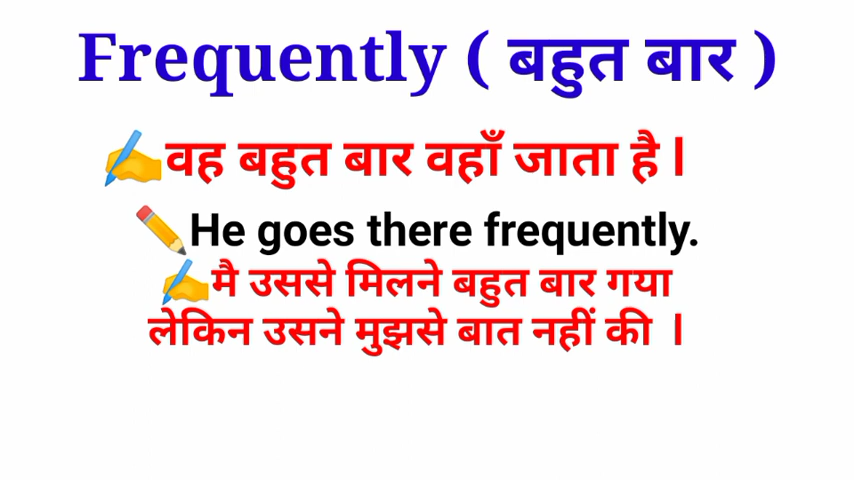 Frequently ( बहुत बार )
✍️वह बहुत बार वहाँ जाता है l
✏️He goes there frequently.
✍️मै उससे मिलने बहुत बार गया
लेकिन उसने मुझसे बात नहीं की l